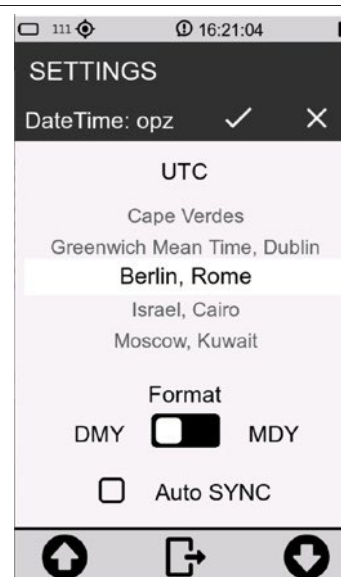 111 16:21:04
SETTINGS
DateTime: opz
UTC
Cape Verdes
Greenwich Mean Time, Dublin
Berlin, Rome
Israel, Cairo
Moscow, Kuwait
Format
DMY MDY
Auto SYNC